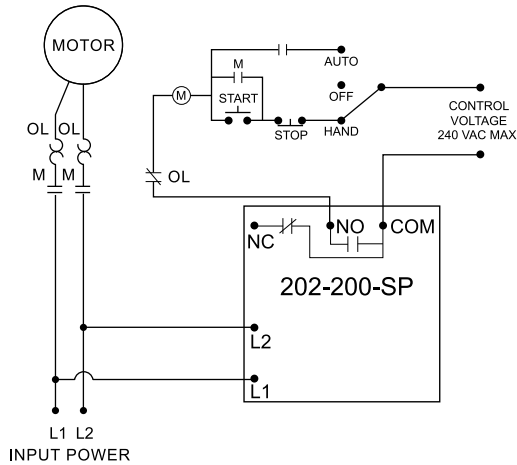 MOTOR
AUTO
M
START
OFF
M
STOP
HAND
CONTROL
VOLTAGE
240 VAC MAX
OL OL
M M
OL
NC
NO
COM
202-200-SP
L2
L1
L1 L2
INPUT POWER